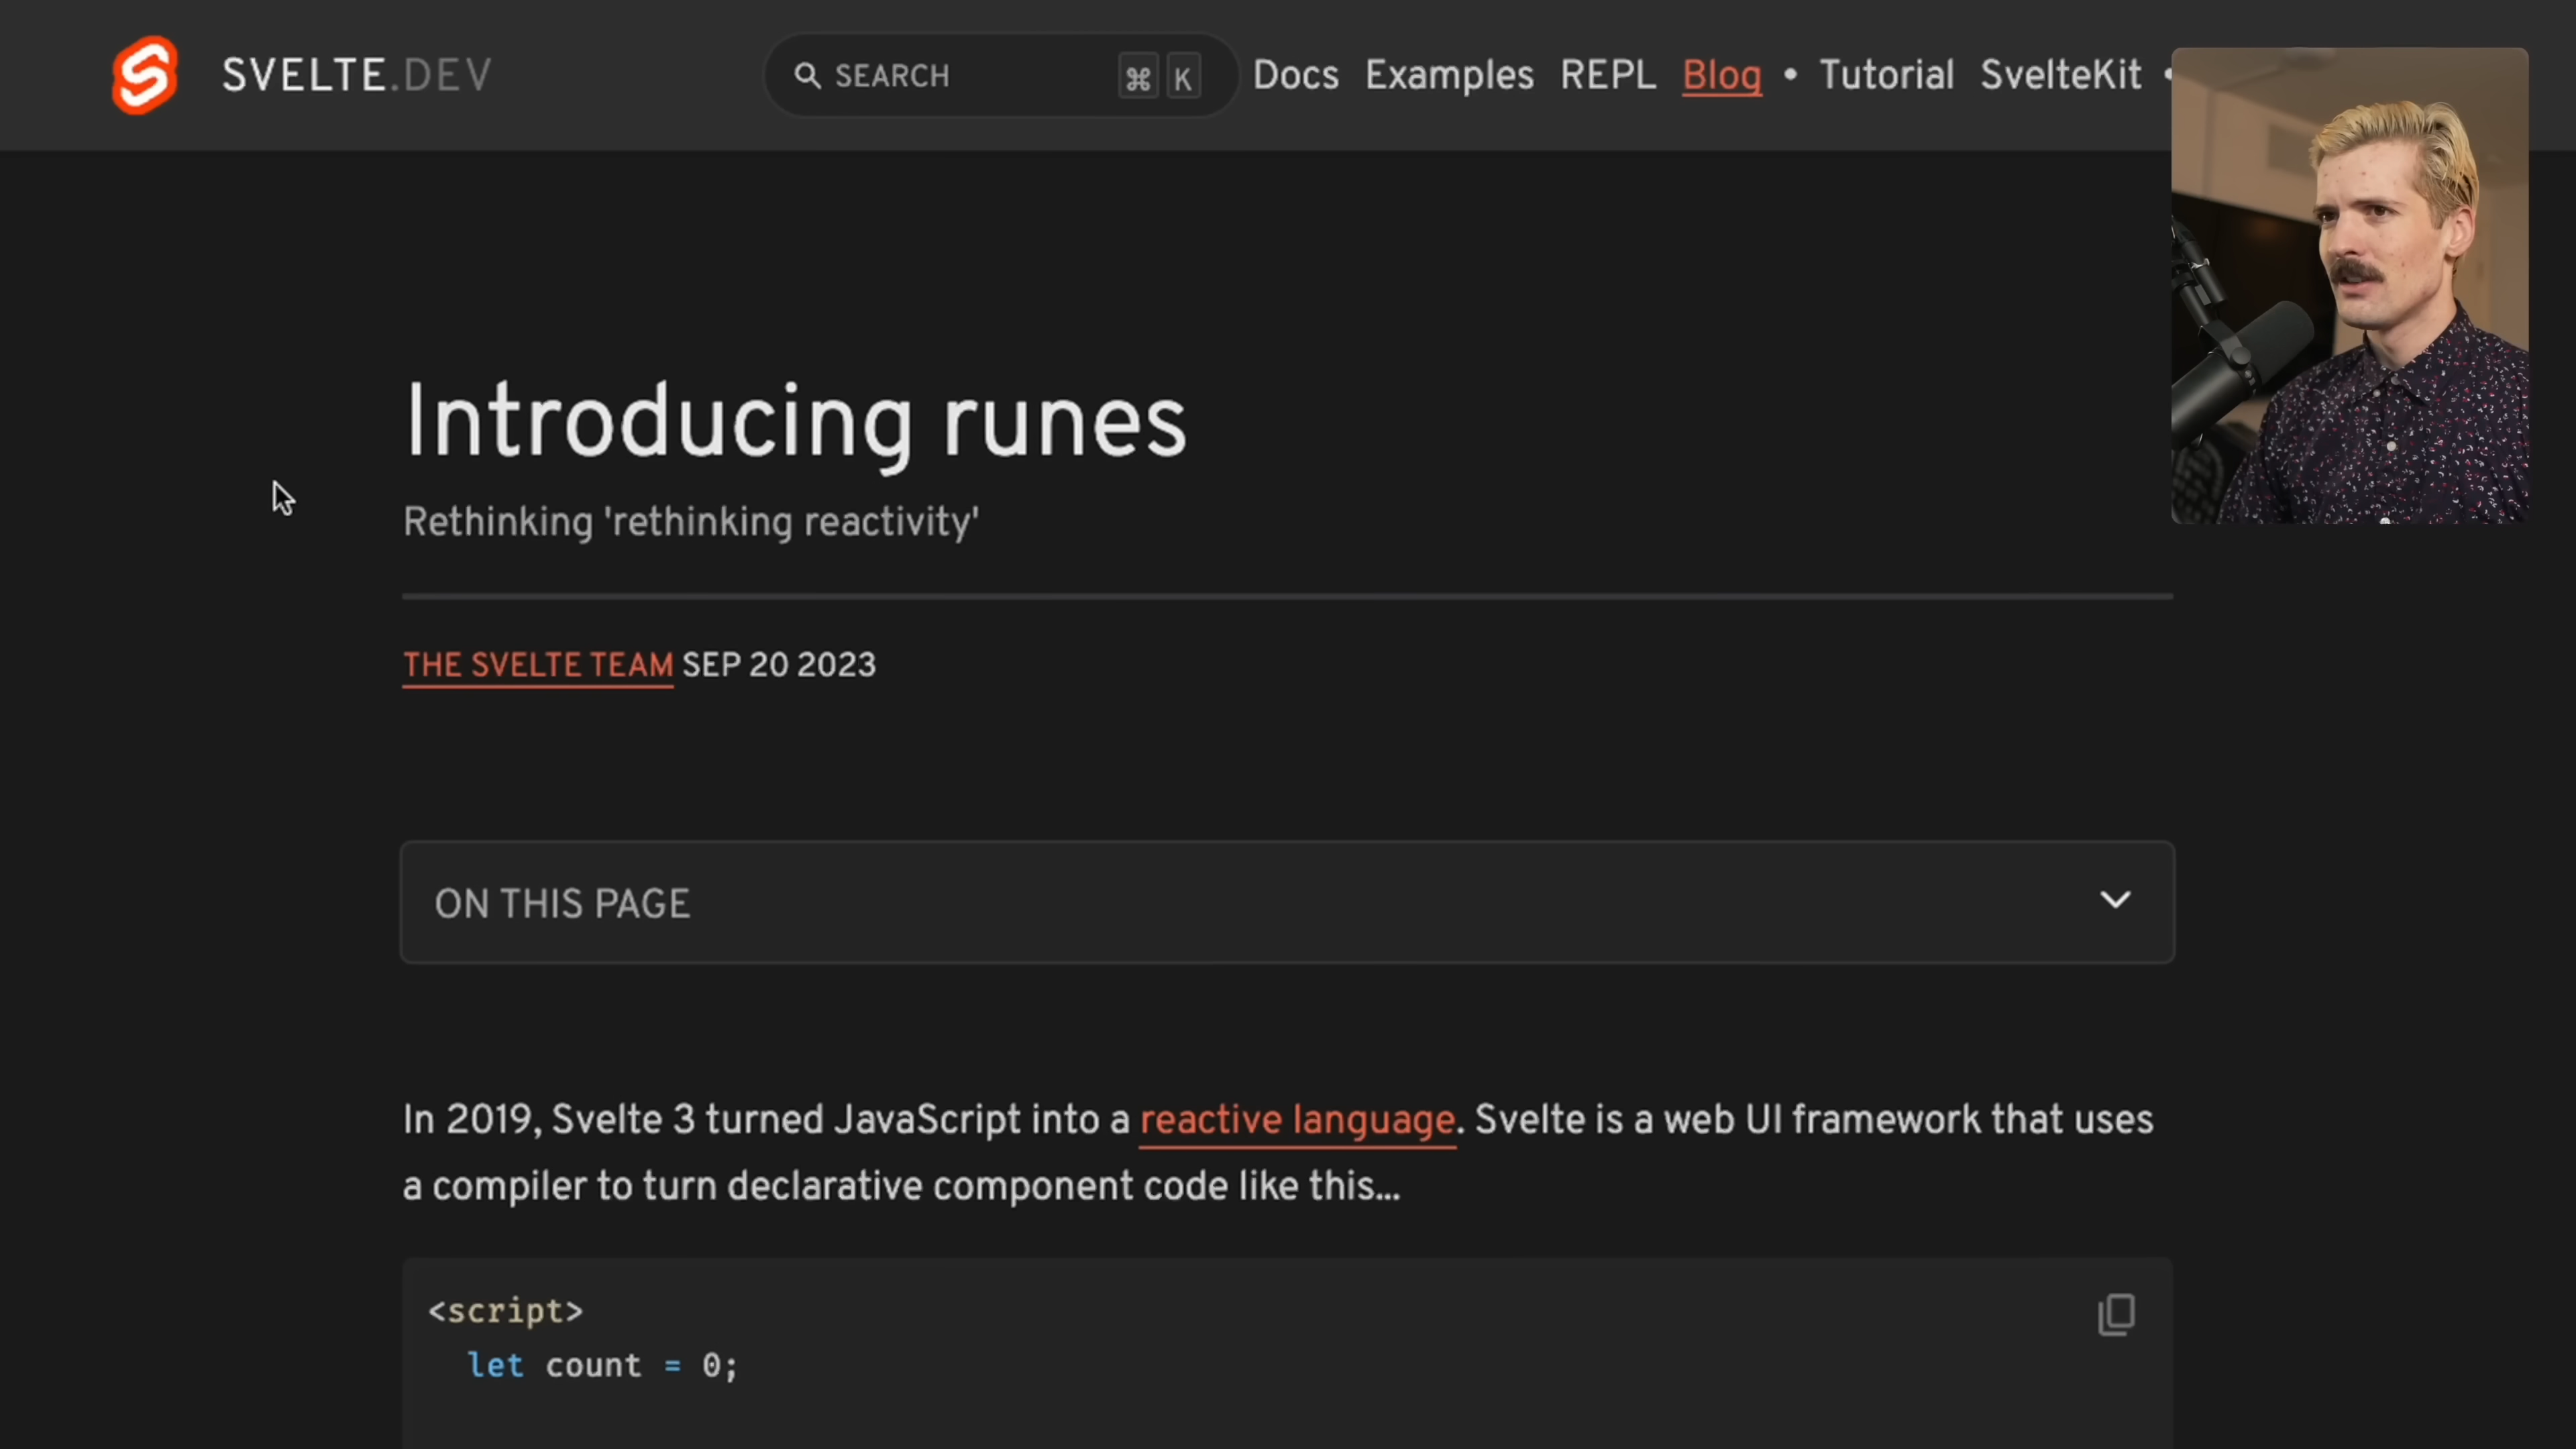 SVELTE.DEV
SEARCH ⌘ K
Docs Examples REPL Blog • Tutorial SvelteKit •
Introducing runes
Rethinking 'rethinking reactivity'
THE SVELTE TEAM SEP 20 2023
ON THIS PAGE
In 2019, Svelte 3 turned JavaScript into a reactive language. Svelte is a web UI framework that uses
a compiler to turn declarative component code like this...
<script>
let count = 0;